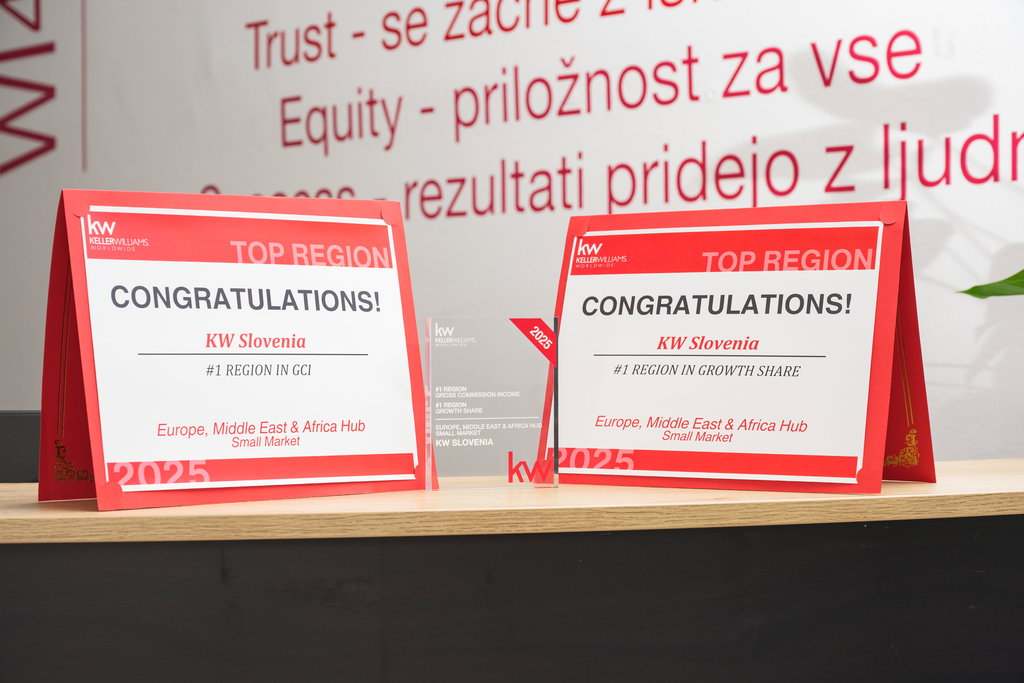 Trust - se začne z
Equity - priložnost za vse
- rezultati pridejo z
kw
KELLERWILLIAMS.
WORLDWIDE
TOP REGION
CONGRATULATIONS!
KW Slovenia
#1 REGION IN GCI
Europe, Middle East & Africa Hub
Small Market
2025
kw
KELLERWILLIAMS.
WORLDWIDE
2025
#1 REGION
GROSS COMMISSION INCOME
#1 REGION
GROWTH SHARE
EUROPE, MIDDLE EAST & AFRICA HUB
SMALL MARKET
KW SLOVENIA
kw
kw
KELLERWILLIAMS.
WORLDWIDE
TOP REGION
CONGRATULATIONS!
KW Slovenia
#1 REGION IN GROWTH SHARE
Europe, Middle East & Africa Hub
Small Market
2025